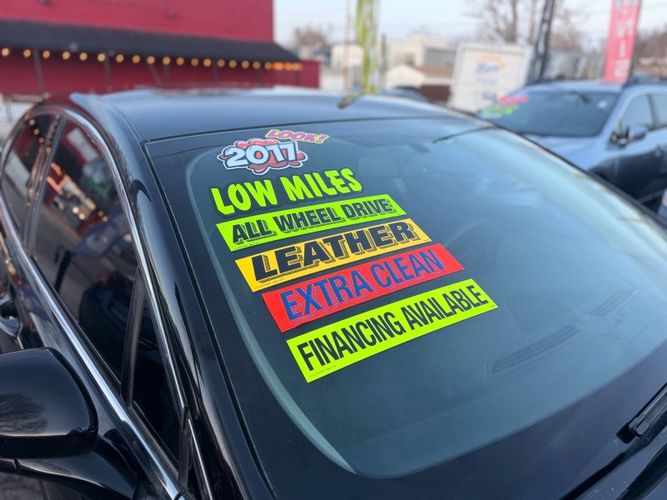 LOOK!
2017
LOW MILES
ALL WHEEL DRIVE
LEATHER
EXTRA CLEAN
FINANCING AVAILABLE